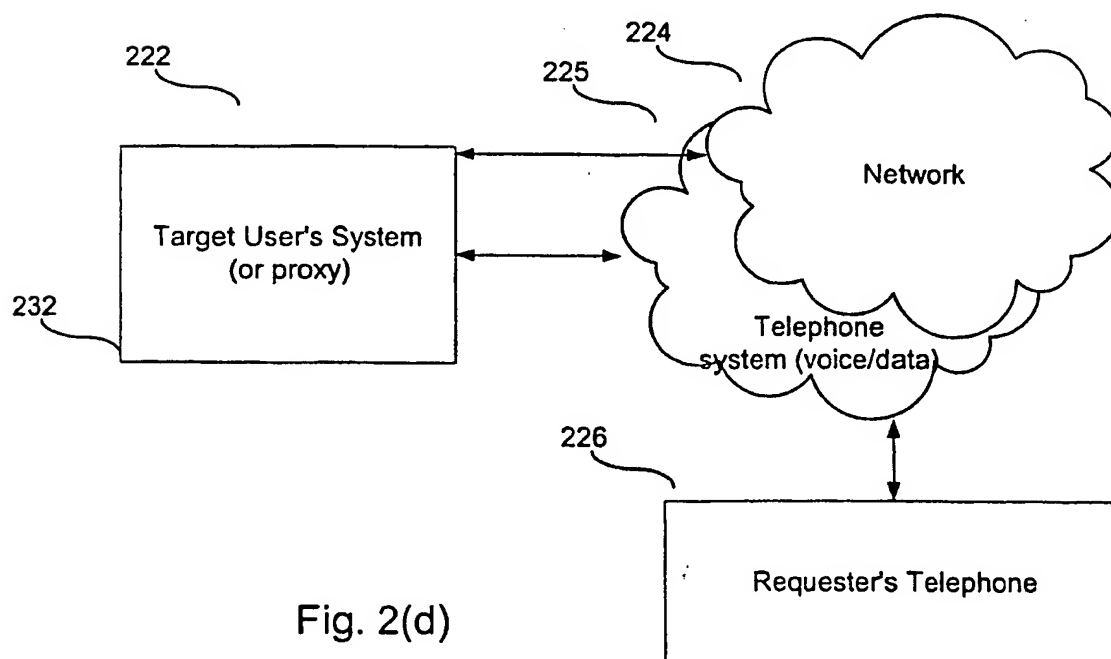 222
225
224
Network
Target User's System
(or proxy)
232
Telephone
system (voice/data)
226
Requester's Telephone
Fig. 2(d)